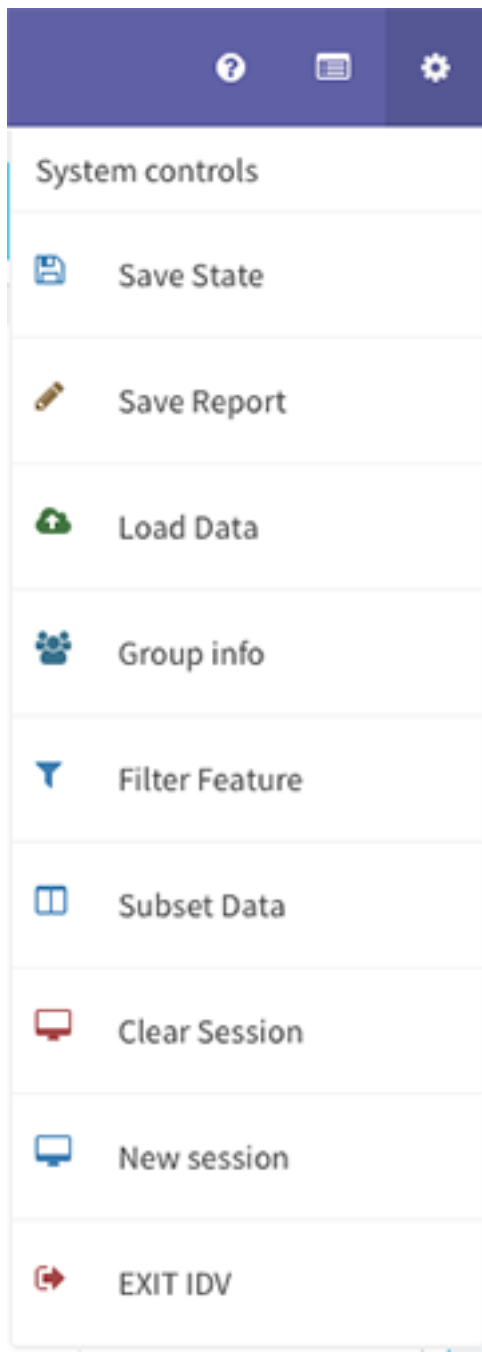 System controls
Save State
Save Report
Load Data
Group info
Filter Feature
Subset Data
Clear Session
New session
EXIT IDV